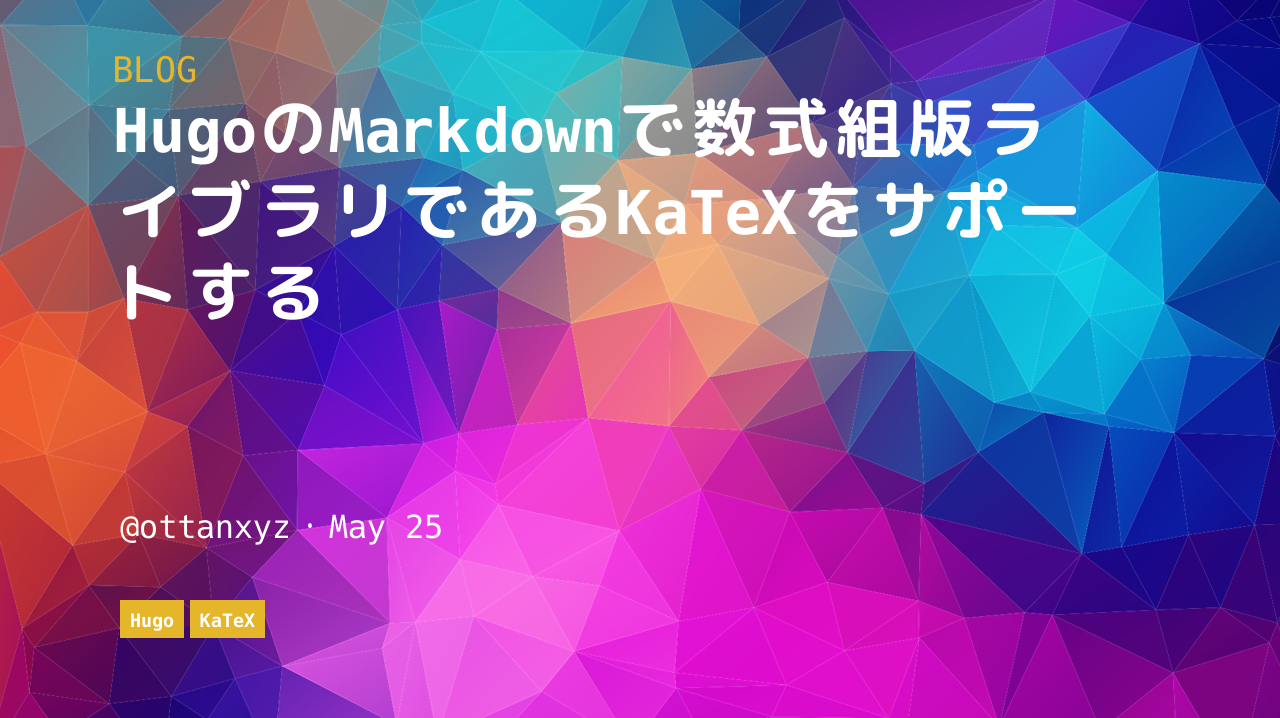 BLOG
HugoのMarkdownで数式組版ラ
イブラリであるKaTeXをサポー
トする
@ottanxyz・May 25
Hugo KaTeX